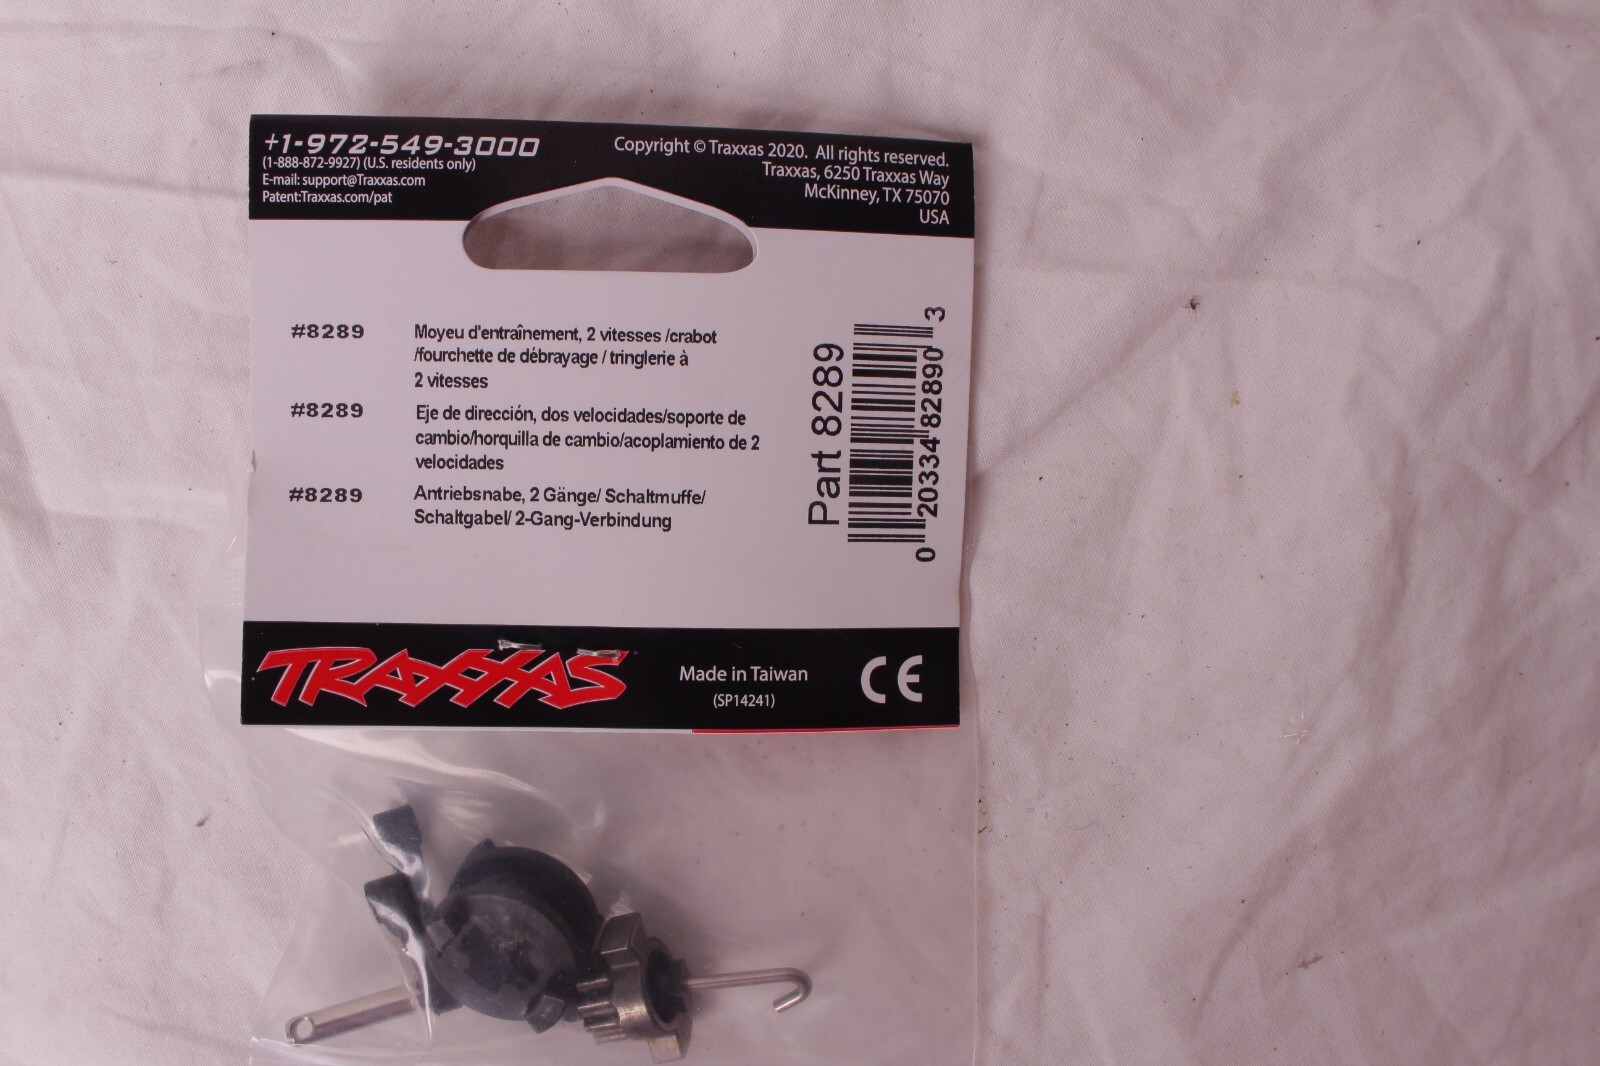 +1-972-549-3000
(1-888-872-9927) (U.S. residents only)
E-mail: support@Traxxas.com
Patent:Traxxas.com/pat
Copyright © Traxxas 2020. All rights reserved.
Traxxas, 6250 Traxxas Way
McKinney, TX 75070
USA
#8289
Moyeu d'entraînement, 2 vitesses /crabot
/fourchette de débrayage / tringlerie à
2 vitesses
#8289
Eje de dirección, dos velocidades/soporte de
cambio/horquilla de cambio/acoplamiento de 2
velocidades
#8289
Antriebsnabe, 2 Gänge/ Schaltmuffe/
Schaltgabel/ 2-Gang-Verbindung
Part 8289
0 20334 82890 3
TRAXXAS
Made in Taiwan
(SP14241)
CE